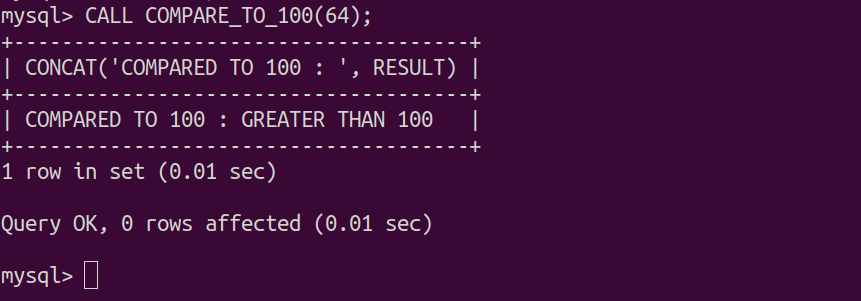 mysql> CALL COMPARE_TO_100(64);
+---------------------------------------+
| CONCAT('COMPARED TO 100 : ', RESULT) |
+---------------------------------------+
| COMPARED TO 100 : GREATER THAN 100   |
+---------------------------------------+
1 row in set (0.01 sec)
Query OK, 0 rows affected (0.01 sec)
mysql>